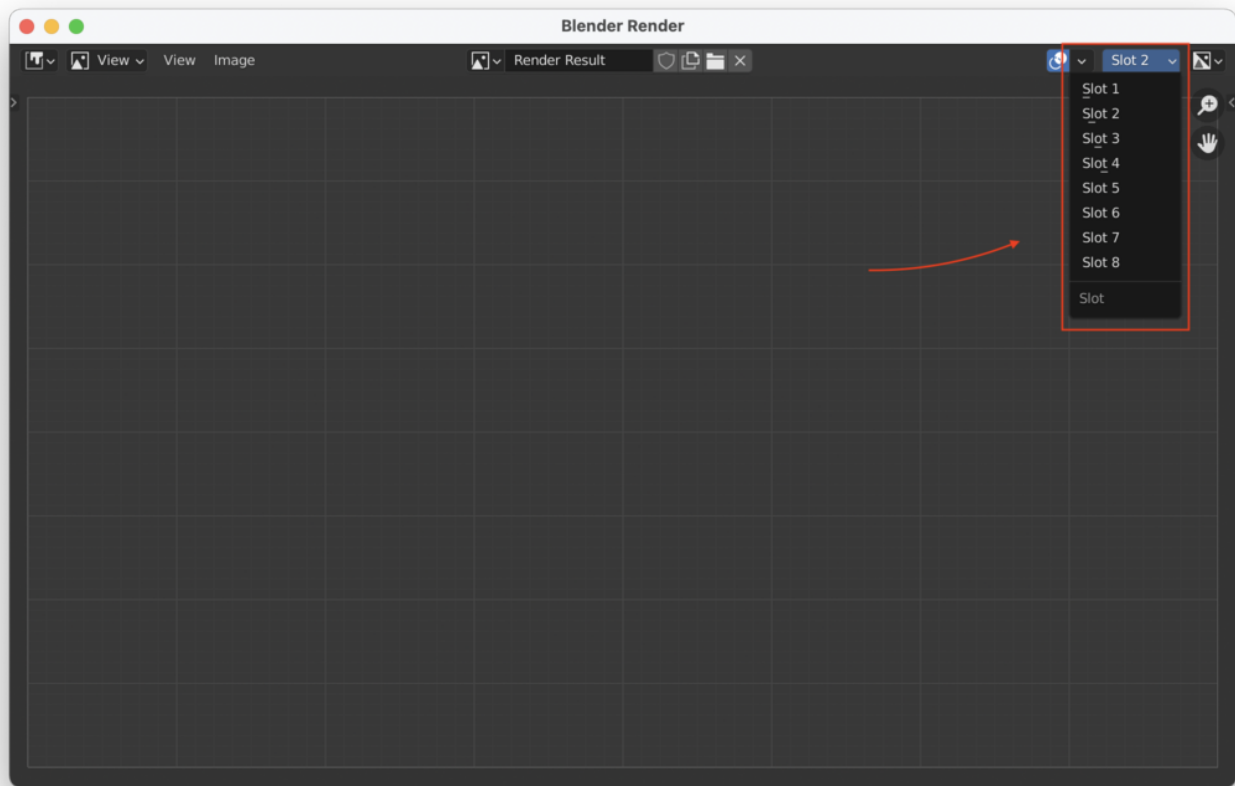 Blender Render
View View Image Render Result Slot 2
Slot 1
Slot 2
Slot 3
Slot 4
Slot 5
Slot 6
Slot 7
Slot 8
Slot